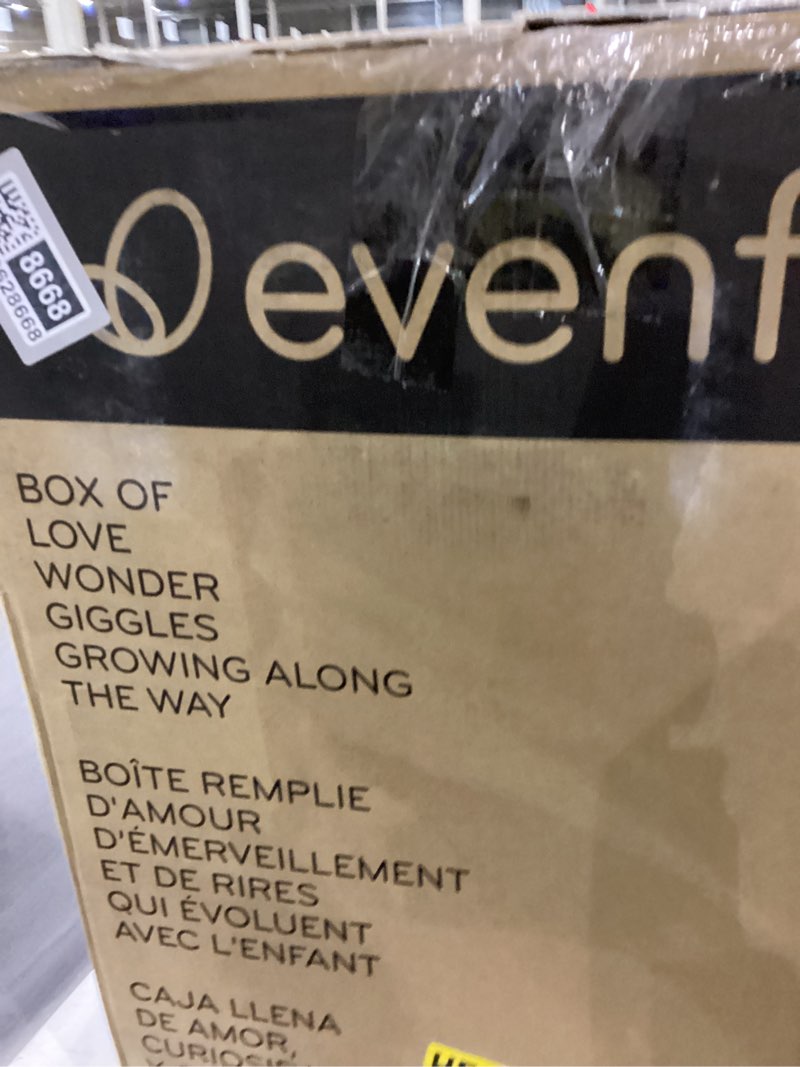 8668
628668
evenf
BOX OF
LOVE
WONDER
GIGGLES
GROWING ALONG
THE WAY
BOÎTE REMPLIE
D'AMOUR
D'ÉMERVEILLEMENT
ET DE RIRES
QUI ÉVOLUENT
AVEC L'ENFANT
CAJA LLENA
DE AMOR,